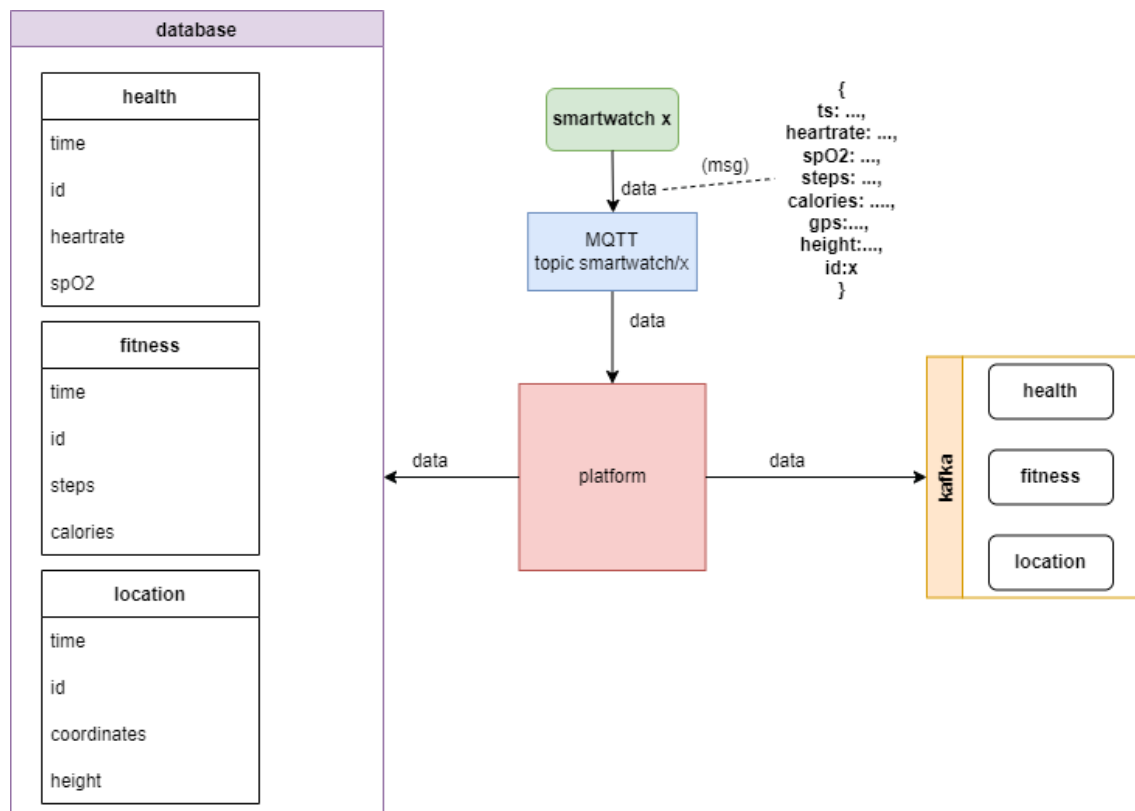 database
health
time
id
heartrate
spO2
fitness
time
id
steps
calories
location
time
id
coordinates
height
smartwatch x
data
(msg)
{
ts: ...,
heartrate: ...,
spO2: ...,
steps: ...,
calories: ....,
gps:...,
height:...,
id:x
}
MQTT
topic smartwatch/x
data
platform
data
data
kafka
health
fitness
location